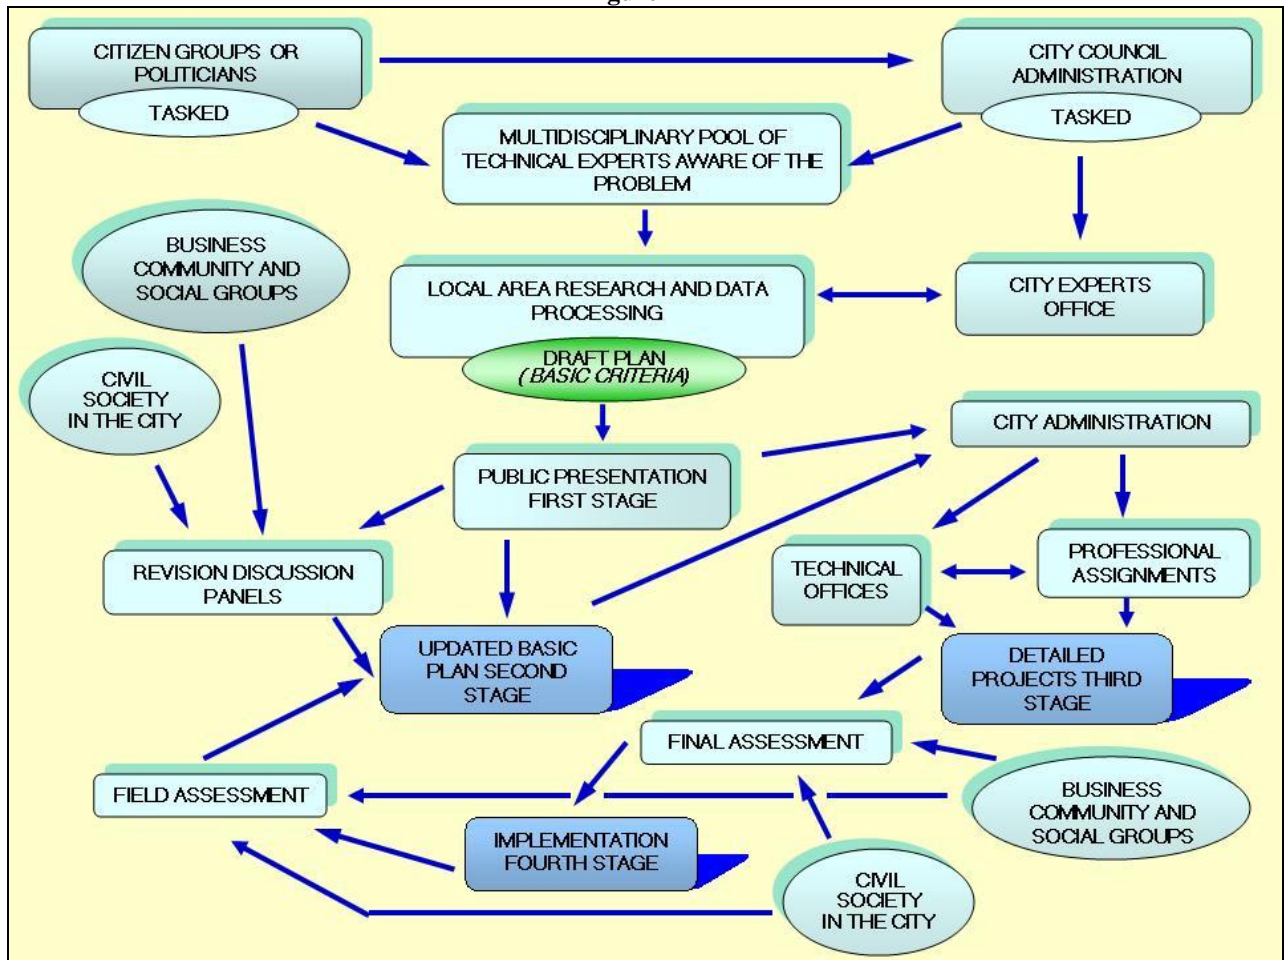 CITIZEN GROUPS OR
POLITICIANS
TASKED
CITY COUNCIL
ADMINISTRATION
TASKED
MULTIDISCIPLINARY POOL OF
TECHNICAL EXPERTS AWARE OF THE
PROBLEM
BUSINESS
COMMUNITY AND
SOCIAL GROUPS
LOCAL AREA RESEARCH AND DATA
PROCESSING
CITY EXPERTS
OFFICE
DRAFT PLAN
(BASIC CRITERIA)
CIVIL
SOCIETY
IN THE CITY
CITY ADMINISTRATION
PUBLIC PRESENTATION
FIRST STAGE
REVISION DISCUSSION
PANELS
TECHNICAL
OFFICES
PROFESSIONAL
ASSIGNMENTS
UPDATED BASIC
PLAN SECOND
STAGE
DETAILED
PROJECTS THIRD
STAGE
FINAL ASSESSMENT
FIELD ASSESSMENT
BUSINESS
COMMUNITY AND
SOCIAL GROUPS
IMPLEMENTATION
FOURTH STAGE
CIVIL
SOCIETY
IN THE CITY